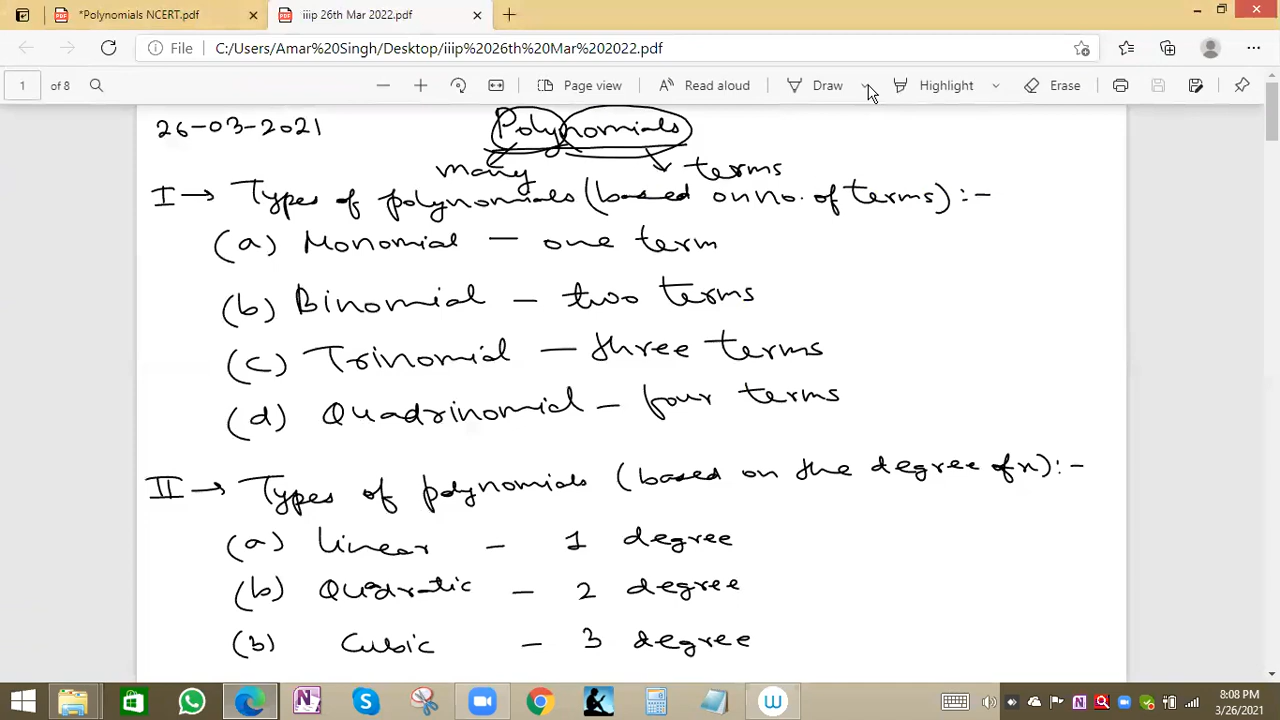 *Polynomials NCERT.pdf
iiip 26th Mar 2022.pdf
File C:/Users/Amar%20Singh/Desktop/iiip%2026th%20Mar%202022.pdf
1 of 8 Page view Read aloud Draw Highlight Erase
26-03-2021 Polynomials
many terms
I → Types of polynomials (based on no. of terms) :-
(a) Monomial - one term
(b) Binomial - two terms
(c) Trinomial - three terms
(d) Quadrinomial - four terms
II → Types of polynomials (based on the degree of x) :-
(a) Linear - 1 degree
(b) Quadratic - 2 degree
(3) Cubic - 3 degree
8:08 PM
3/26/2021